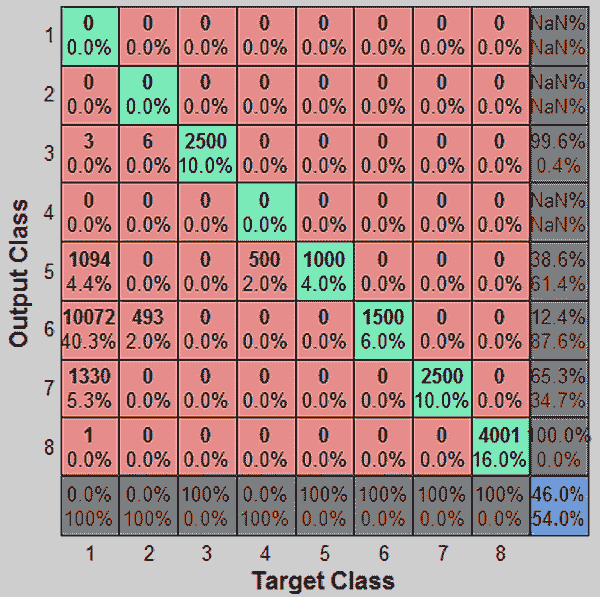 1 0 0 0 0 0 0 0 0 NaN%
0.0% 0.0% 0.0% 0.0% 0.0% 0.0% 0.0% 0.0% NaN%
2 0 0 0 0 0 0 0 0 NaN%
0.0% 0.0% 0.0% 0.0% 0.0% 0.0% 0.0% 0.0% NaN%
3 3 6 2500 0 0 0 0 0 99.6%
0.0% 0.0% 10.0% 0.0% 0.0% 0.0% 0.0% 0.0% 0.4%
4 0 0 0 0 0 0 0 0 NaN%
0.0% 0.0% 0.0% 0.0% 0.0% 0.0% 0.0% 0.0% NaN%
5 1094 0 0 500 1000 0 0 0 38.6%
4.4% 0.0% 0.0% 2.0% 4.0% 0.0% 0.0% 0.0% 61.4%
6 10072 493 0 0 0 1500 0 0 12.4%
40.3% 2.0% 0.0% 0.0% 0.0% 6.0% 0.0% 0.0% 87.6%
7 1330 0 0 0 0 0 2500 0 65.3%
5.3% 0.0% 0.0% 0.0% 0.0% 0.0% 10.0% 0.0% 34.7%
8 1 0 0 0 0 0 0 4001 100.0%
0.0% 0.0% 0.0% 0.0% 0.0% 0.0% 0.0% 16.0% 0.0%
0.0% 0.0% 100% 0.0% 100% 100% 100% 100% 46.0%
100% 100% 0.0% 100% 0.0% 0.0% 0.0% 0.0% 54.0%
1 2 3 4 5 6 7 8
Target Class
Output Class